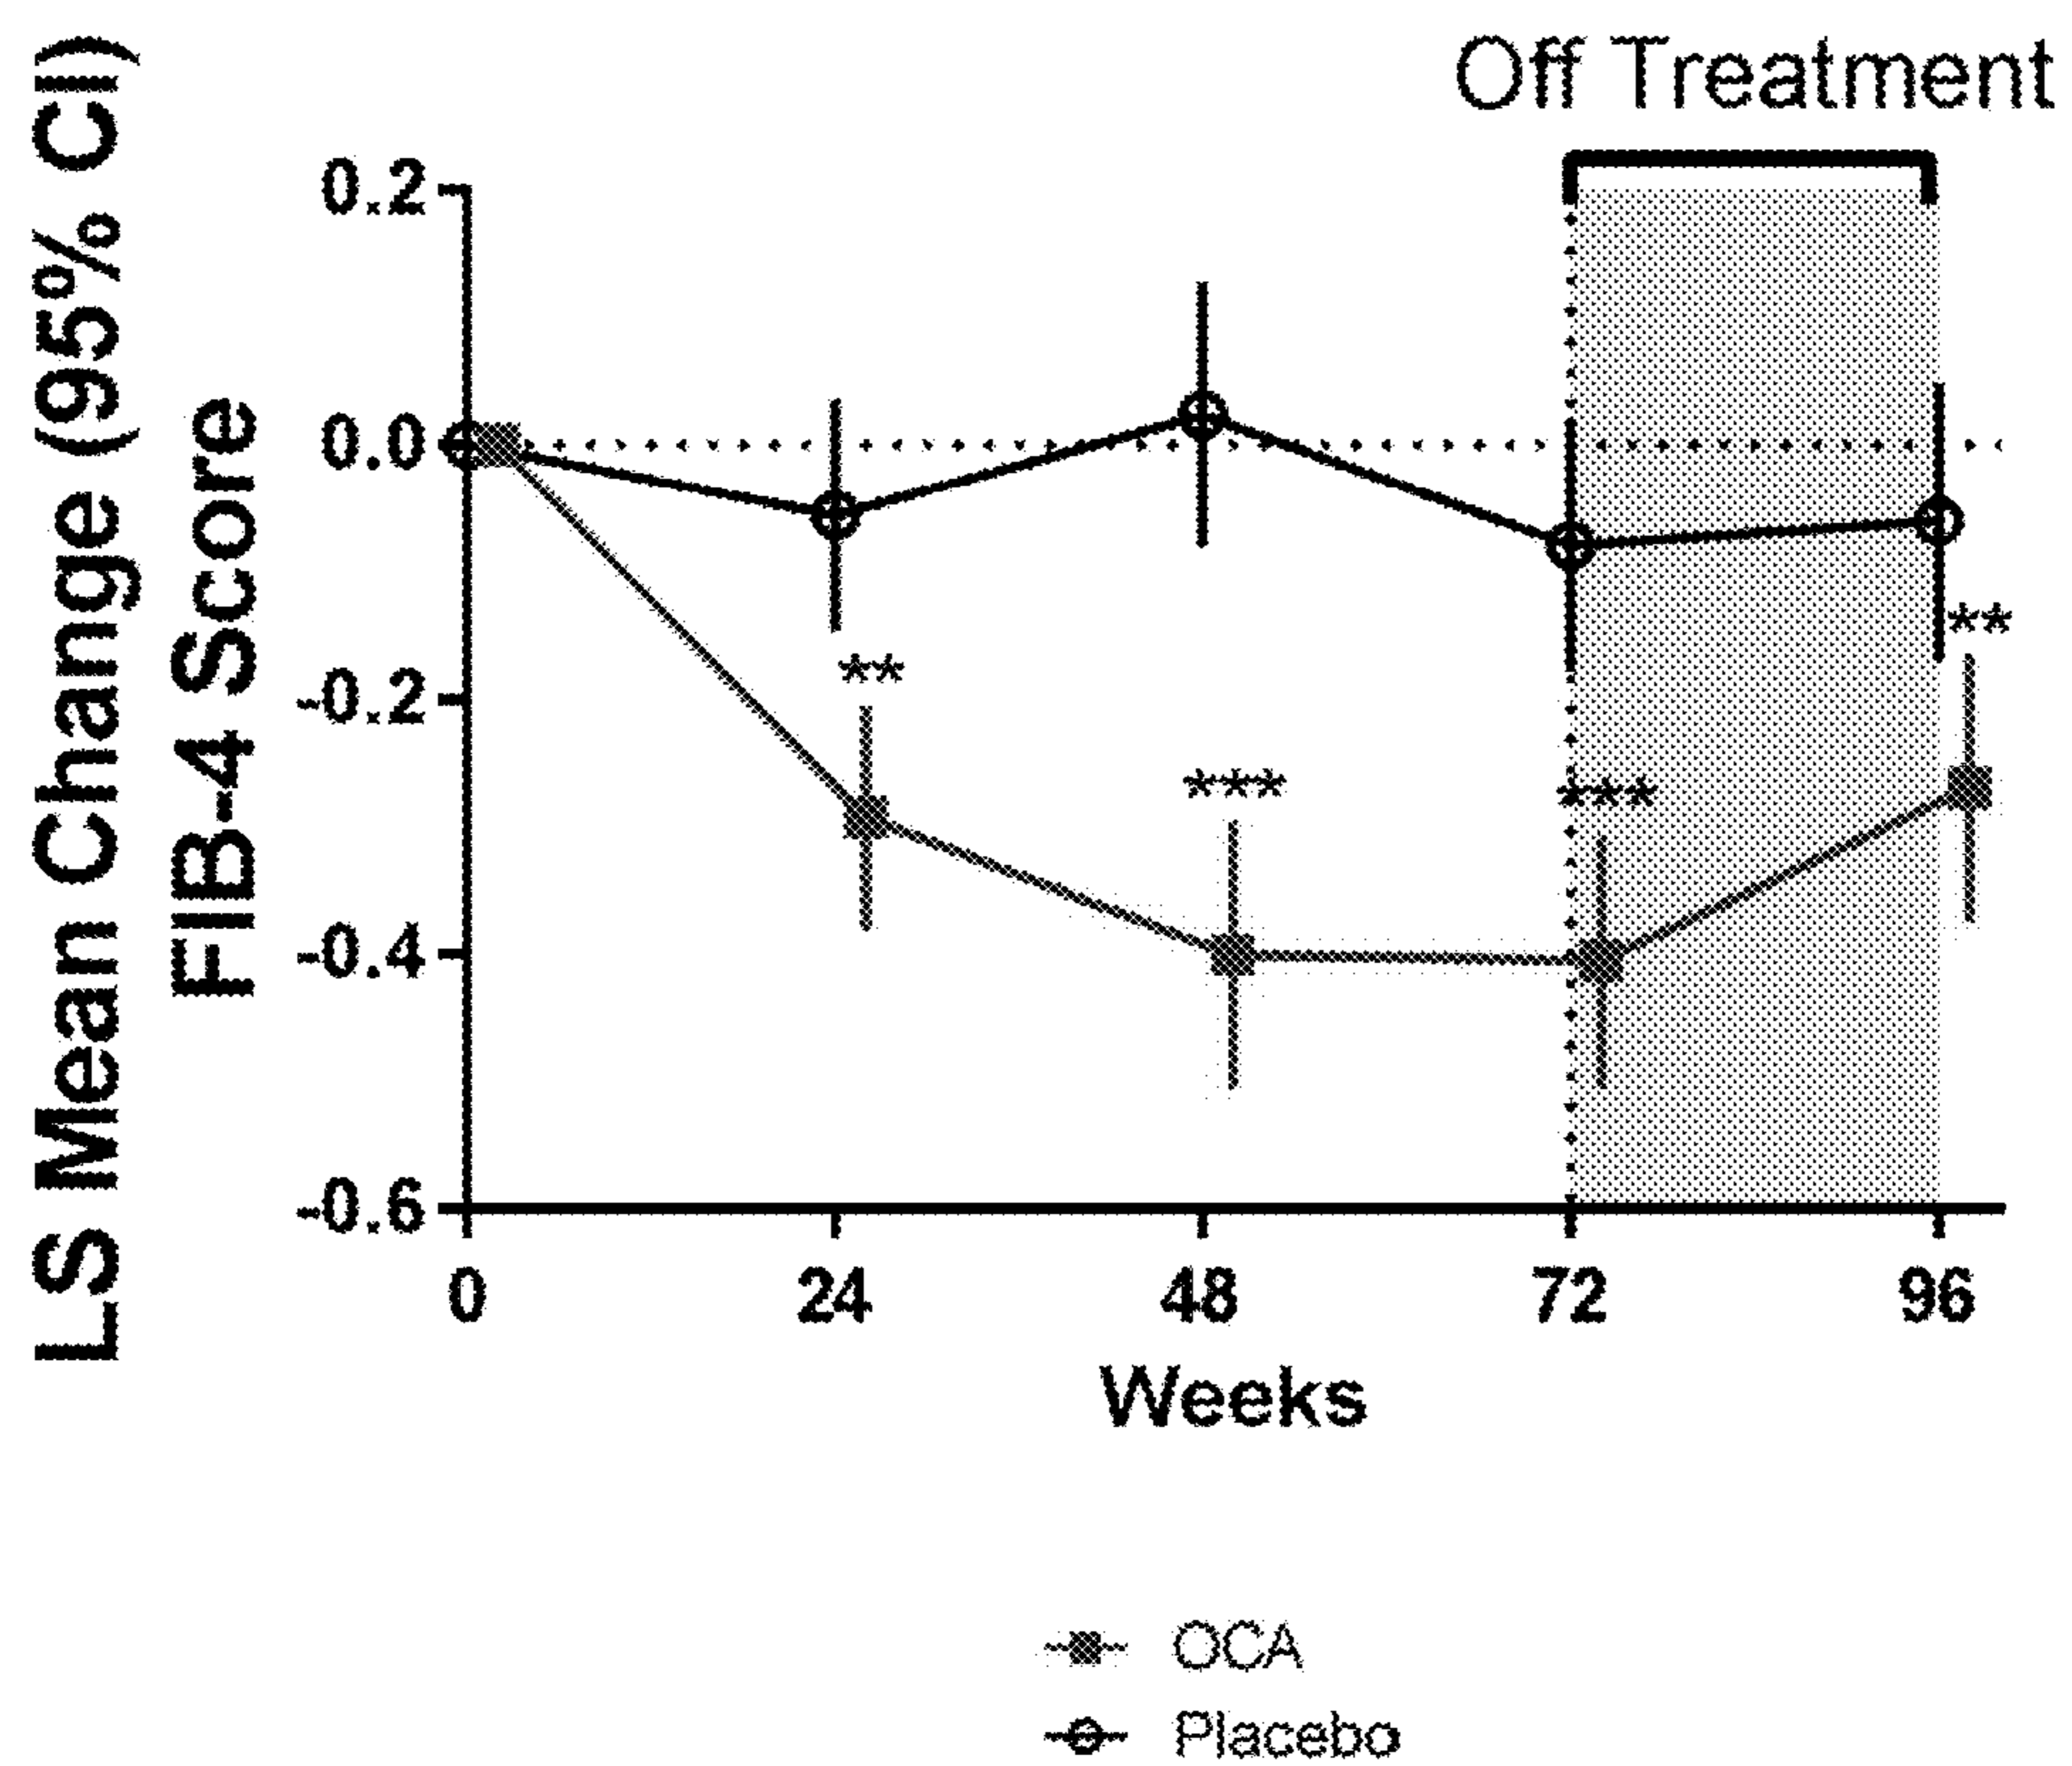 LS Mean Change (95% CI)
FIB-4 Score
Off Treatment
0.2
0.0
-0.2
-0.4
-0.6
**
***
***
**
0 24 48 72 96
Weeks
OCA
Placebo